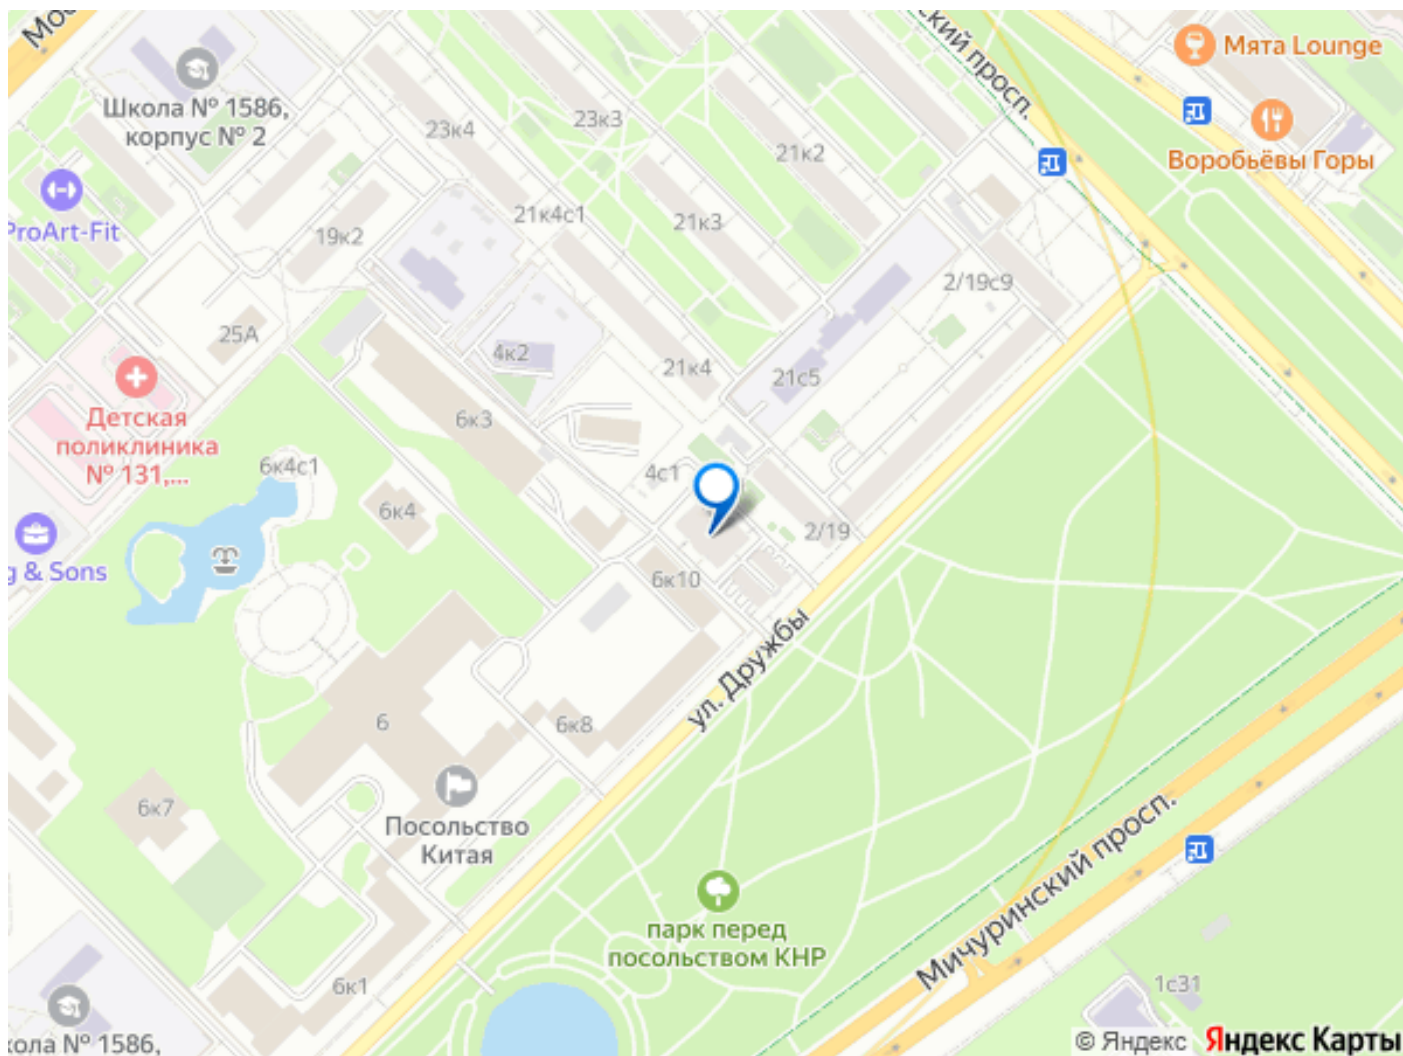 Мос
ский просп.
Мята Lounge
Школа № 1586,
корпус № 2
23к4
23к3
21к2
Воробьёвы Горы
ProArt-Fit
19к2
21к4с1
21к3
2/19с9
25А
4к2
21к4
21с5
Детская
поликлиника
№ 131,...
6к3
6к4с1
4с1
6к4
2/19
g & Sons
6к10
ул. Дружбы
6
6к8
6к7
Посольство
Китая
Мичуринский просп.
парк перед
посольством КНР
6к1
1с31
кола № 1586,
© Яндекс Яндекс Карты